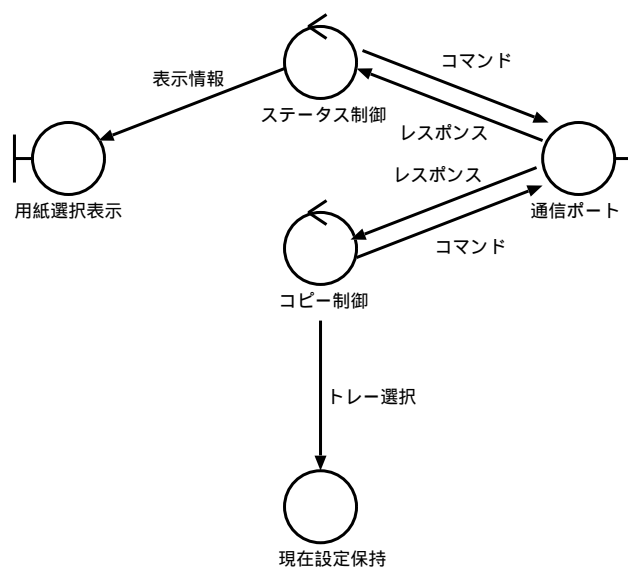 コマンド
表示情報
ステータス制御
レスポンス
レスポンス
用紙選択表示
通信ポート
コマンド
コピー制御
トレー選択
現在設定保持